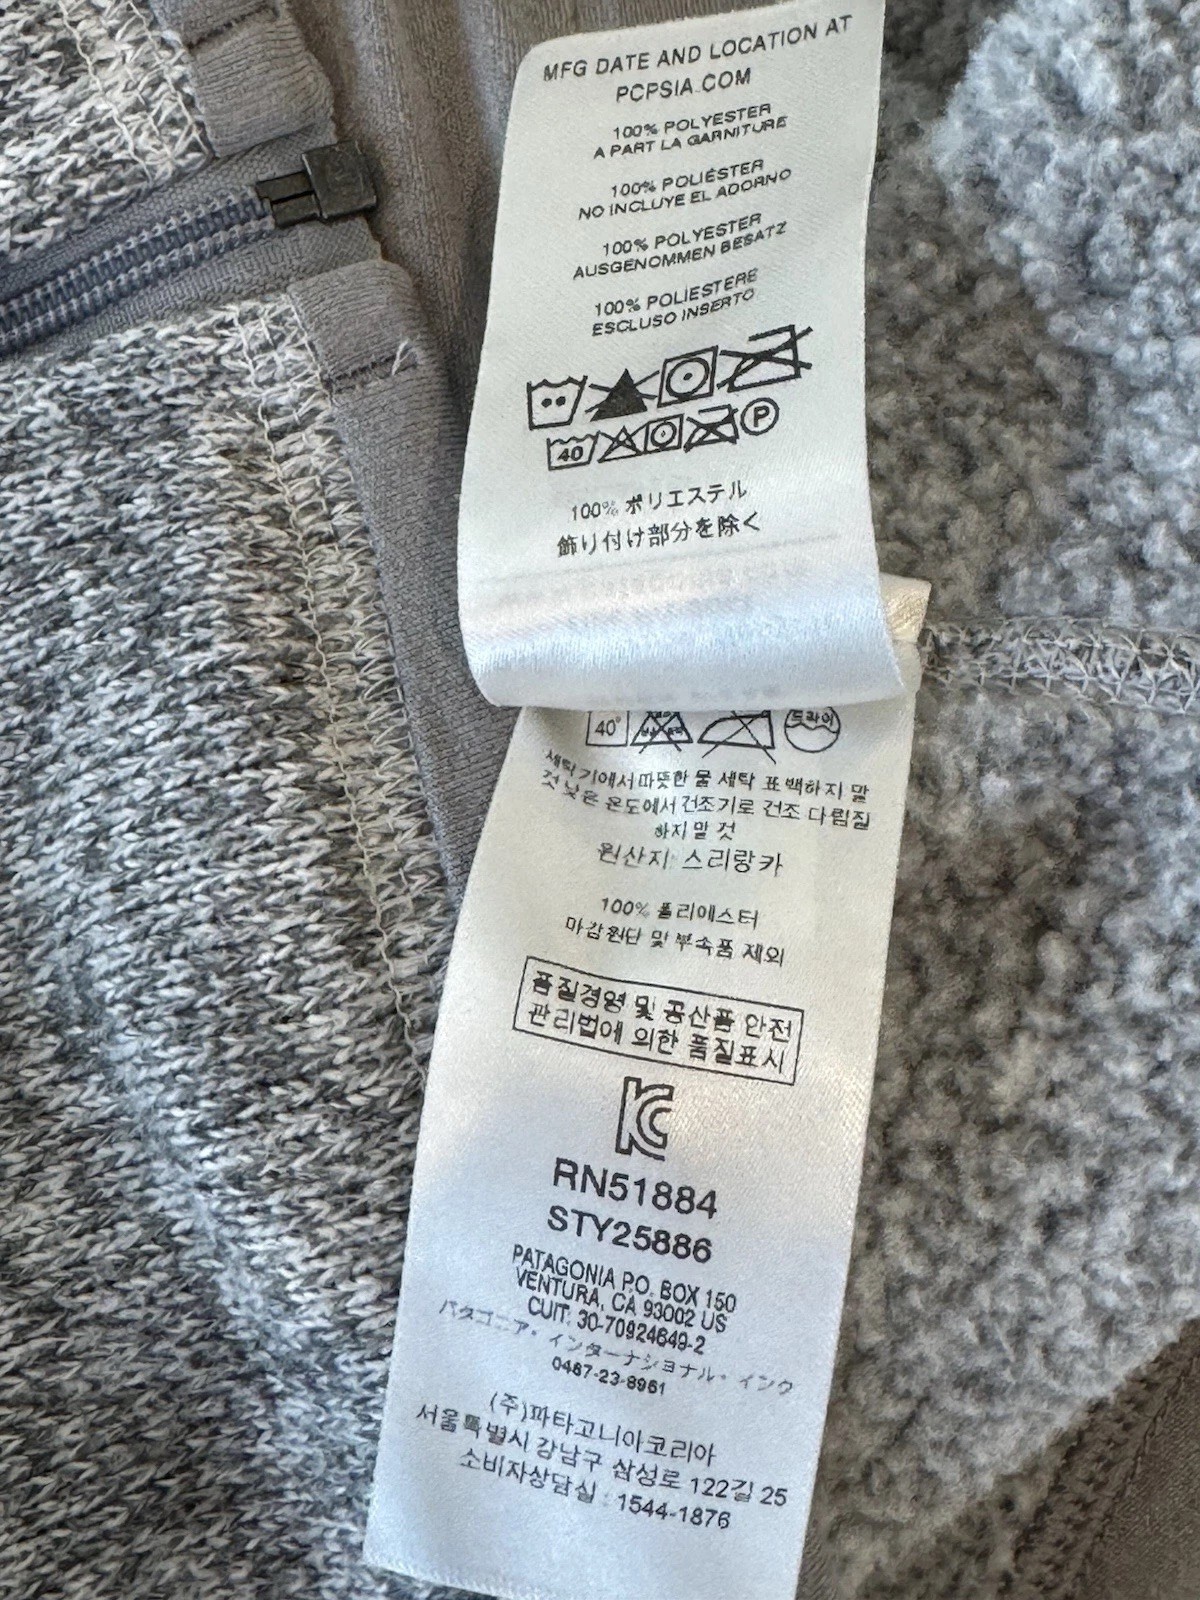 MFG DATE AND LOCATION AT
PCPSIA.COM
100% POLYESTER
A PART LA GARNITURE
100% POLIÉSTER
NO INCLUYE EL ADORNO
100% POLYESTER
AUSGENOMMEN BESATZ
100% POLIESTERE
ESCLUSO INSERTO
40 P
100% ポリエステル
飾り付け部分を除く
40° 드라이
세탁기에서 따뜻한 물 세탁 표백하지 말
것 낮은 온도에서 건조기로 건조 다림질
하지 말 것
원산지: 스리랑카
100% 폴리에스터
마감원단 및 부속품 제외
품질경영 및 공산품 안전
관리법에 의한 품질표시
KC
RN51884
STY25886
PATAGONIA P.O. BOX 150
VENTURA, CA 93002 US
CUIT: 30-70924649-2
パタゴニア・インターナショナル・インク
0467-23-8961
(주)파타고니아코리아
서울특별시 강남구 삼성로 122길 25
소비자상담실 : 1544-1876